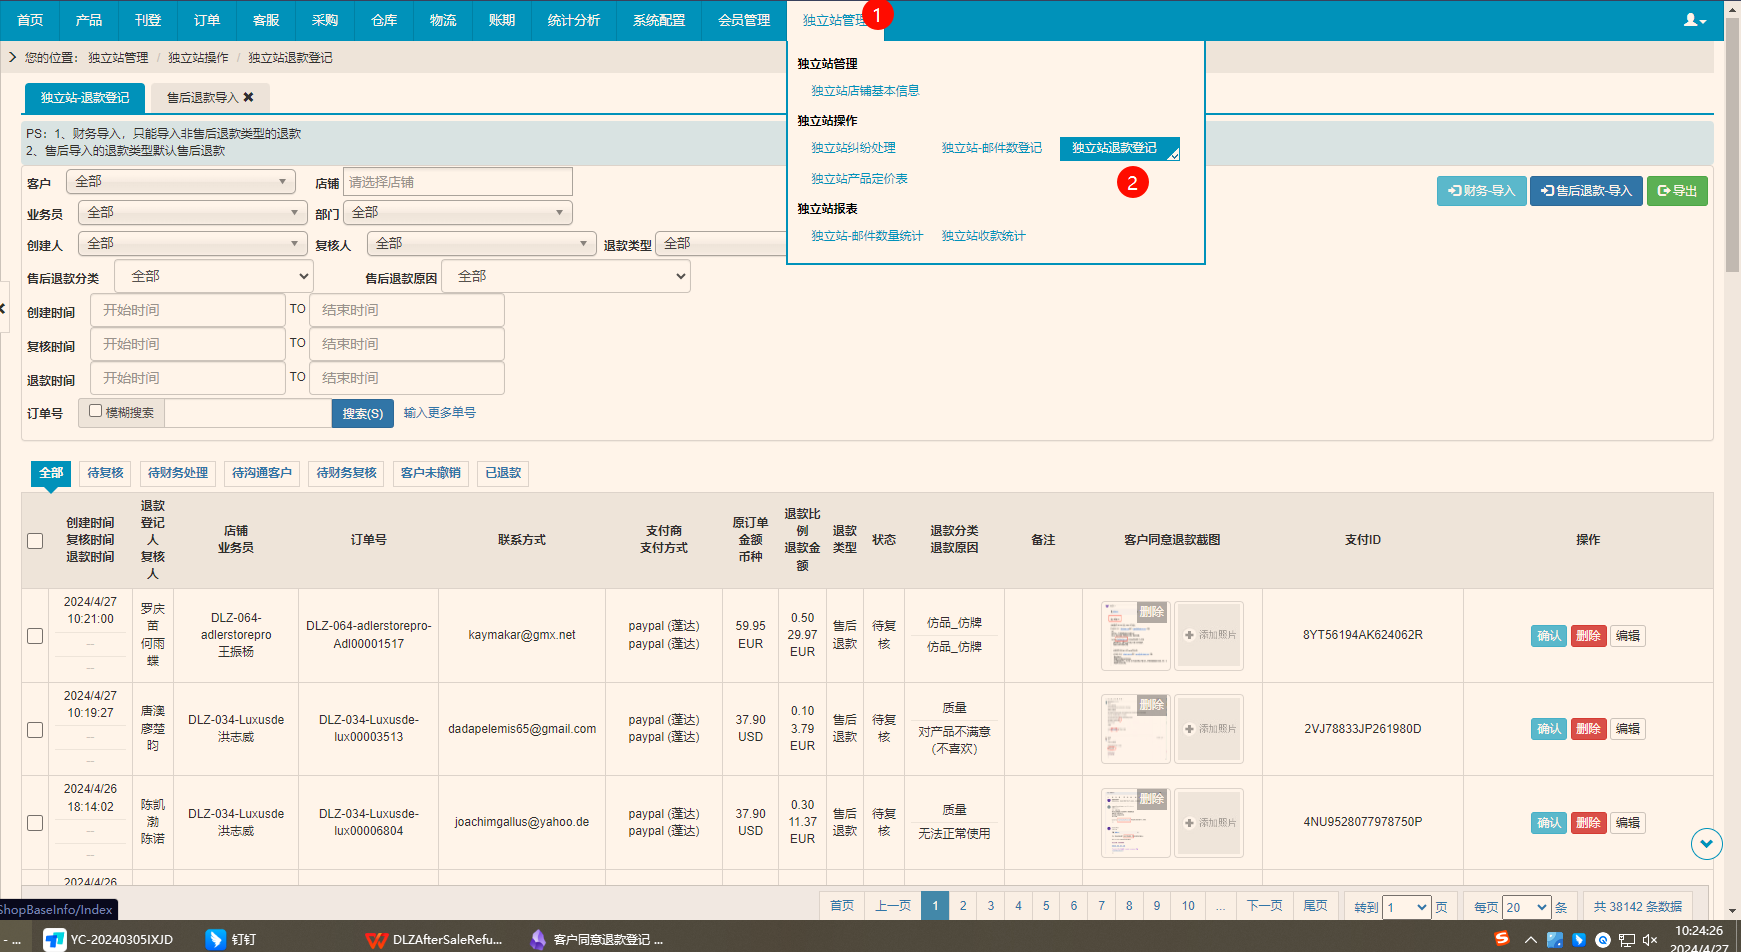 首页 产品 刊登 订单 客服 采购 仓库 物流 账期 统计分析 系统配置 会员管理 独立站管理 1
您的位置： 独立站管理 / 独立站操作 / 独立站退款登记
独立站-退款登记 售后退款导入
PS：1、财务导入，只能导入非售后退款类型的退款
2、售后导入的退款类型默认售后退款
独立站管理
独立站店铺基本信息
独立站操作
独立站纠纷处理 独立站-邮件数登记 独立站退款登记
独立站产品定价表
2
独立站报表
独立站-邮件数量统计 独立站收款统计
客户 全部 店铺 请选择店铺
财务-导入 售后退款-导入 导出
业务员 全部 部门 全部
创建人 全部 复核人 全部 退款类型 全部
售后退款分类 全部 售后退款原因 全部
创建时间 开始时间 TO 结束时间
复核时间 开始时间 TO 结束时间
退款时间 开始时间 TO 结束时间
订单号 模糊搜索 搜索(S) 输入更多单号
全部 待复核 待财务处理 待沟通客户 待财务复核 客户未撤销 已退款
创建时间
复核时间
退款时间
退款
登记
人
复核
人
店铺
业务员
订单号
联系方式
支付商
支付方式
原订单
金额
币种
退款比
例
退款金
额
退款
类型
状态
退款分类
退款原因
备注
客户同意退款截图
支付ID
操作
2024/4/27
10:21:00
...
...
罗庆
苗
何雨
蝶
DLZ-064-
adlerstorepro
王振杨
DLZ-064-adlerstorepro-
Adl00001517
kaymakar@gmx.net
paypal (蓬达)
paypal (蓬达)
59.95
EUR
0.50
29.97
EUR
售后
退款
待复
核
仿品_仿牌
仿品_仿牌
删除
添加照片
8YT56194AK624062R
确认 删除 编辑
2024/4/27
10:19:27
...
...
唐澳
廖楚
昀
DLZ-034-Luxusde
洪志威
DLZ-034-Luxusde-
lux00003513
dadapelemis65@gmail.com
paypal (蓬达)
paypal (蓬达)
37.90
USD
0.10
3.79
EUR
售后
退款
待复
核
质量
对产品不满意
(不喜欢)
删除
添加照片
2VJ78833JP261980D
确认 删除 编辑
2024/4/26
18:14:02
...
...
陈凯
渤
陈诺
DLZ-034-Luxusde
洪志威
DLZ-034-Luxusde-
lux00006804
joachimgallus@yahoo.de
paypal (蓬达)
paypal (蓬达)
37.90
USD
0.30
11.37
EUR
售后
退款
待复
核
质量
无法正常使用
删除
添加照片
4NU9528077978750P
确认 删除 编辑
2024/4/26
首页 上一页 1 2 3 4 5 6 7 8 9 10 ... 下一页 尾页 转到 1 页 每页 20 条 共 38142 条数据
ShopBaseInfo/Index
- ... YC-20240305IXJD 钉钉 DLZAfterSaleRefu... 客户同意退款登记 ...
10:24:26
2024/4/27